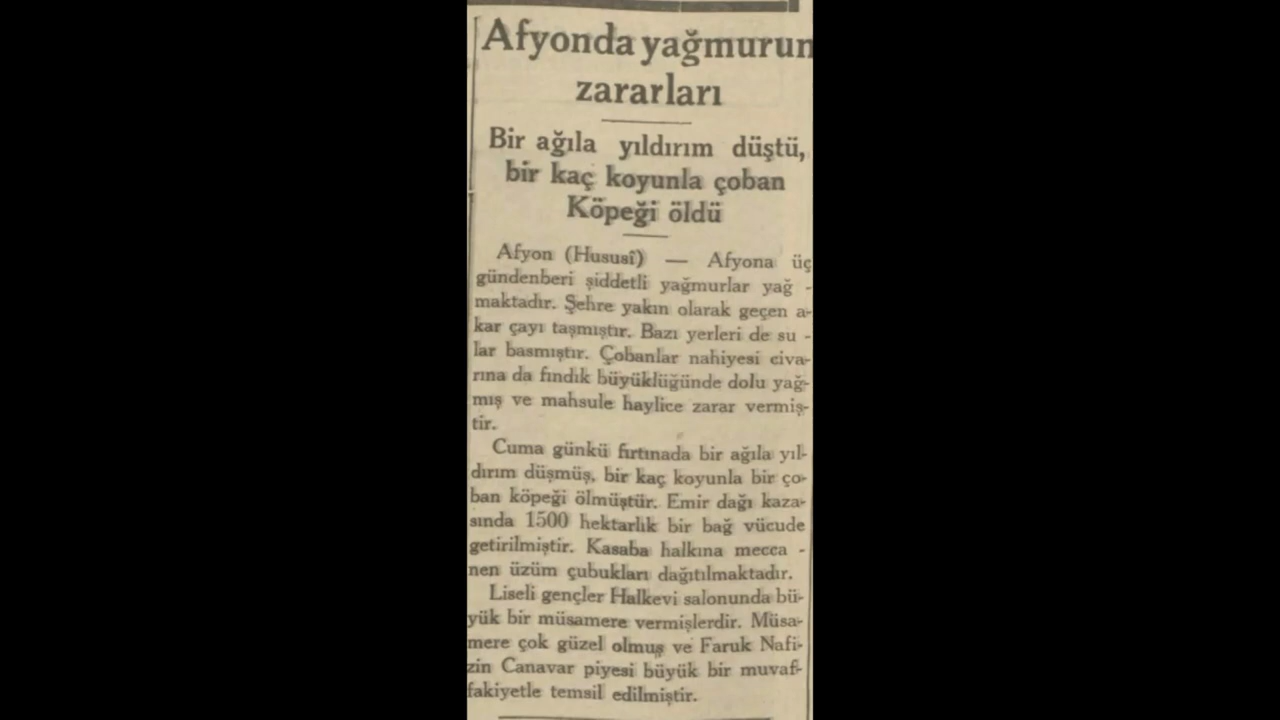 Afyonda yağmurun
zararları
Bir ağıla yıldırım düştü,
bir kaç koyunla çoban
Köpeği öldü
Afyon (Hususî) — Afyona üç
gündenberi şiddetli yağmurlar yağ -
maktadır. Şehre yakın olarak geçen a-
kar çayı taşmıştır. Bazı yerleri de su -
lar basmıştır. Çobanlar nahiyesi civa-
rına da fındık büyüklüğünde dolu yağ-
mış ve mahsule haylice zarar vermiş-
tir.
Cuma günkü fırtınada bir ağıla yıl-
dırım düşmüş, bir kaç koyunla bir ço-
ban köpeği ölmüştür. Emir dağı kaza-
sında 1500 hektarlık bir bağ vücude
getirilmiştir. Kasaba halkına mecca -
nen üzüm çubukları dağıtılmaktadır.
Liseli gençler Halkevi salonunda bü-
yük bir müsamere vermişlerdir. Müsa-
mere çok güzel olmuş ve Faruk Nafi-
zin Canavar piyesi büyük bir muvaf-
fakiyetle temsil edilmiştir.